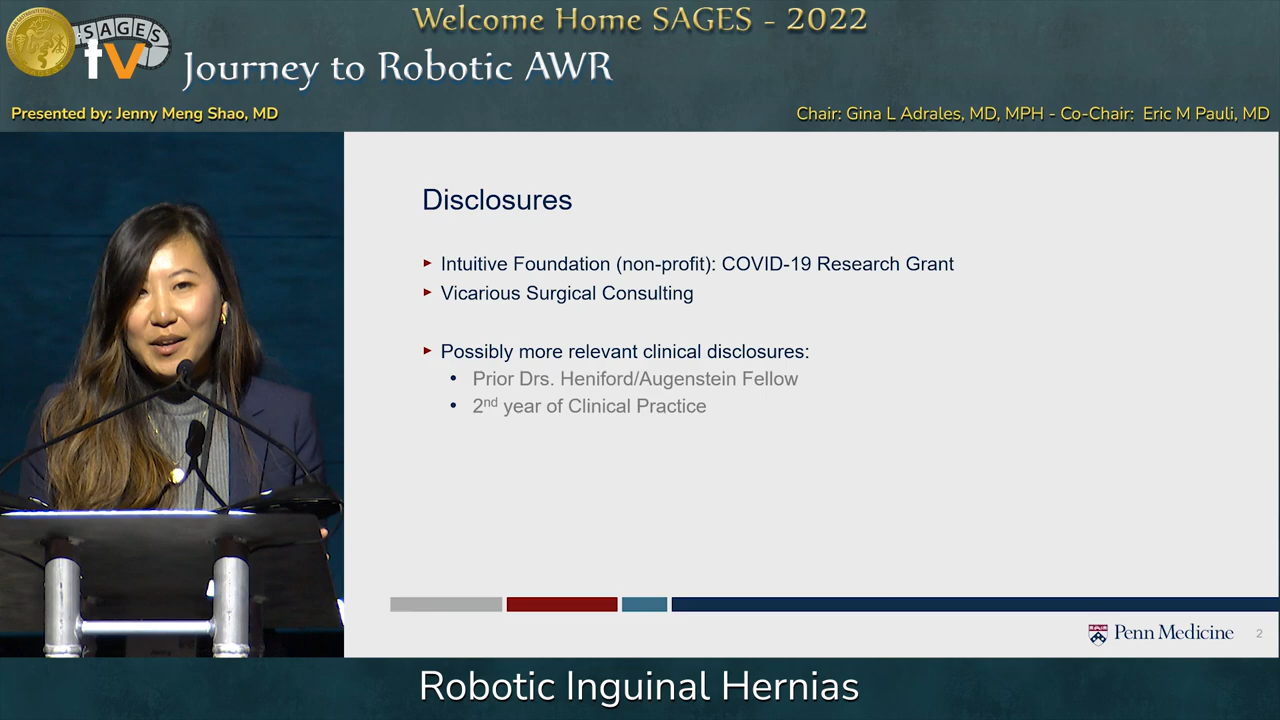 Welcome Home SAGES - 2022
SAGES
tv
Journey to Robotic AWR
Presented by: Jenny Meng Shao, MD
Chair: Gina L Adrales, MD, MPH - Co-Chair: Eric M Pauli, MD
Disclosures
Intuitive Foundation (non-profit): COVID-19 Research Grant
Vicarious Surgical Consulting
Possibly more relevant clinical disclosures:
Prior Drs. Heniford/Augenstein Fellow
2nd year of Clinical Practice
Penn Medicine
2
Robotic Inguinal Hernias